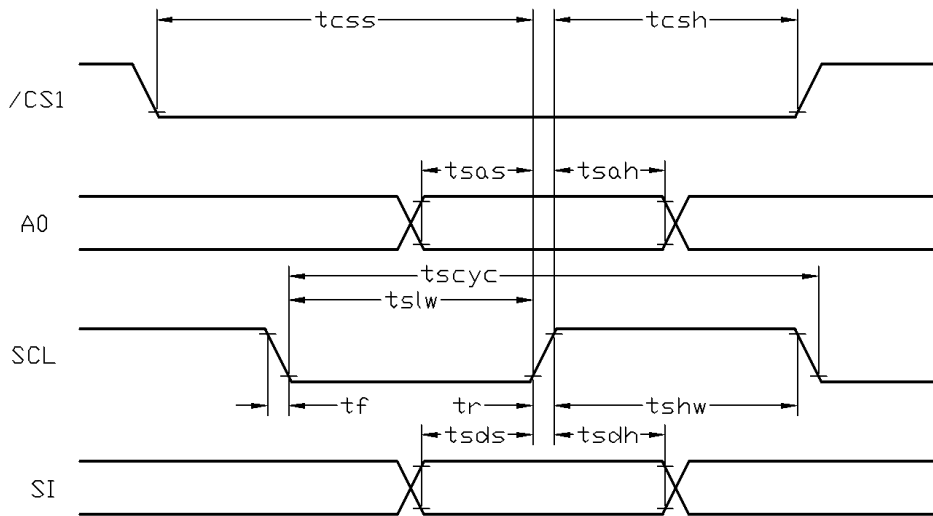 tcss
tcsh
/CS1
tsas
tsah
A0
tscyc
tslw
SCL
tf
tr
tshw
tsds
tsdh
SI